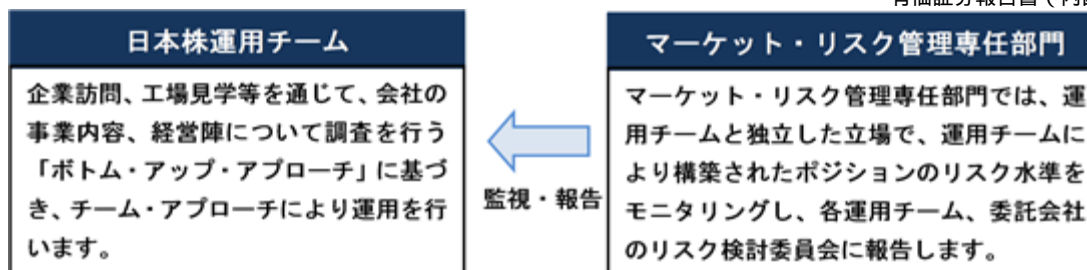 日本株運用チーム
企業訪問、工場見学等を通じて、会社の
事業内容、経営陣について調査を行う
「ボトム・アップ・アプローチ」に基づ
き、チーム・アプローチにより運用を行
います。
監視・報告
マーケット・リスク管理専任部門
マーケット・リスク管理専任部門では、運
用チームと独立した立場で、運用チームに
より構築されたポジションのリスク水準を
モニタリングし、各運用チーム、委託会社
のリスク検討委員会に報告します。